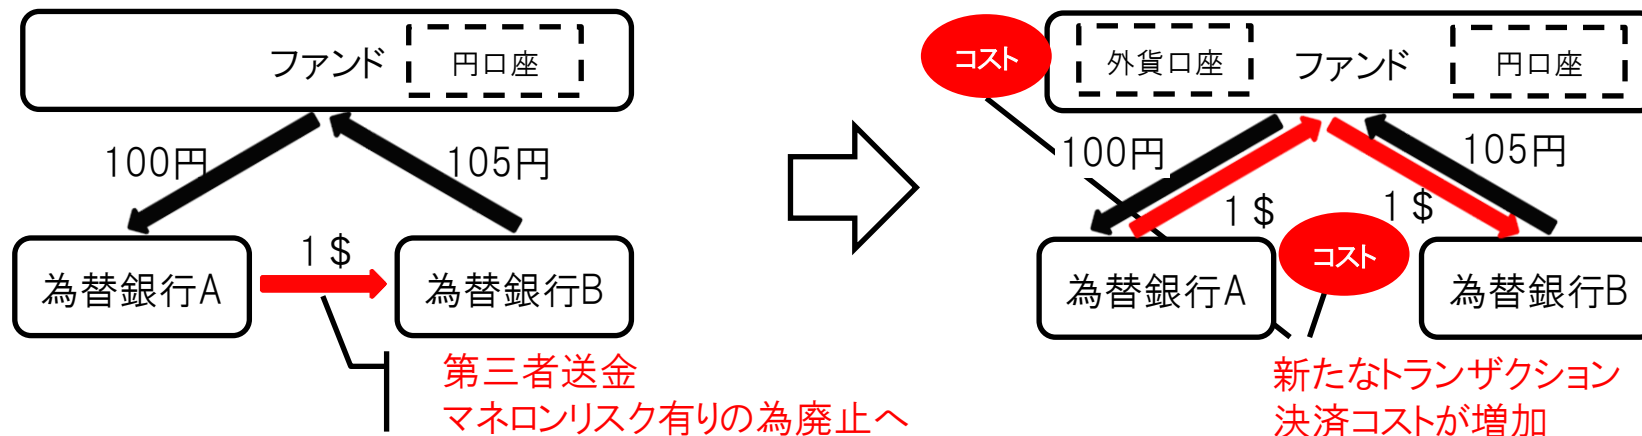 ファンド
円口座
100円
105円
為替銀行A
1$
為替銀行B
第三者送金
マネロンリスク有りの為廃止へ
コスト
外貨口座
ファンド
円口座
100円
1$
1$
105円
為替銀行A
コスト
為替銀行B
新たなトランザクション
決済コストが増加